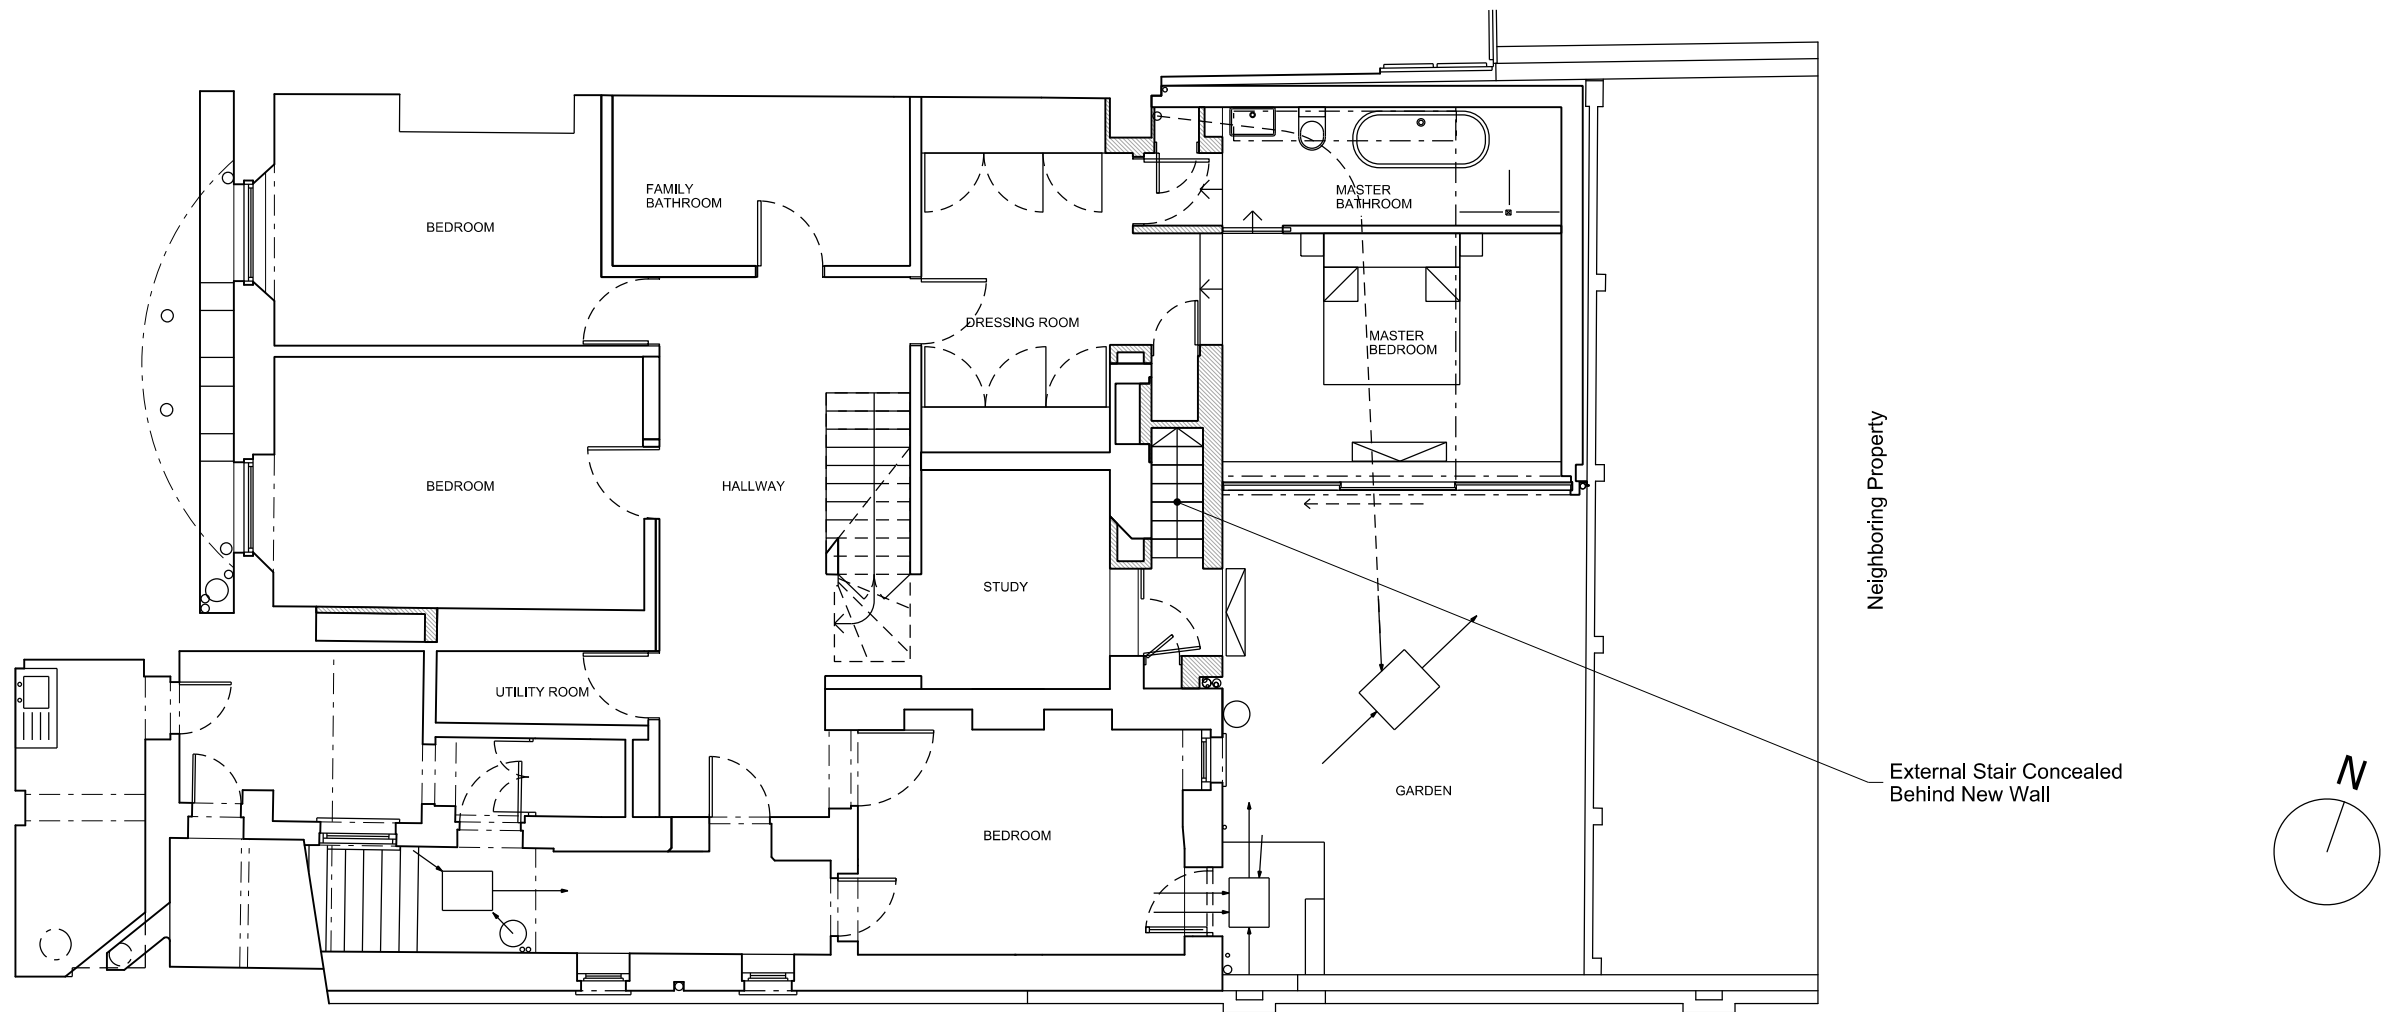 FAMILY
BATHROOM
MASTER
BATHROOM
BEDROOM
DRESSING ROOM
MASTER
BEDROOM
BEDROOM
HALLWAY
STUDY
Neighboring Property
UTILITY ROOM
External Stair Concealed
Behind New Wall
N
GARDEN
BEDROOM